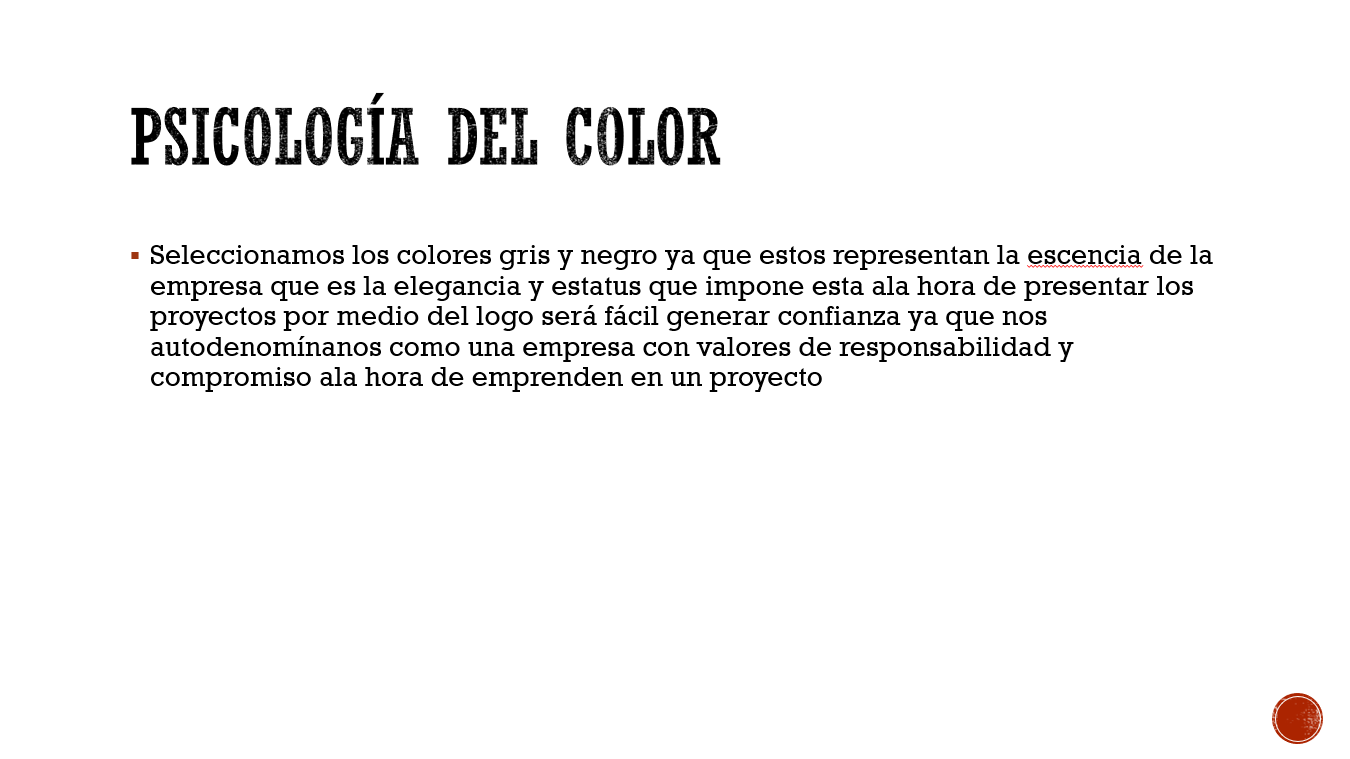 PSICOLOGÍA DEL COLOR
Seleccionamos los colores gris y negro ya que estos representan la escencia de la
empresa que es la elegancia y estatus que impone esta ala hora de presentar los
proyectos por medio del logo será fácil generar confianza ya que nos
autodenomínanos como una empresa con valores de responsabilidad y
compromiso ala hora de emprenden en un proyecto